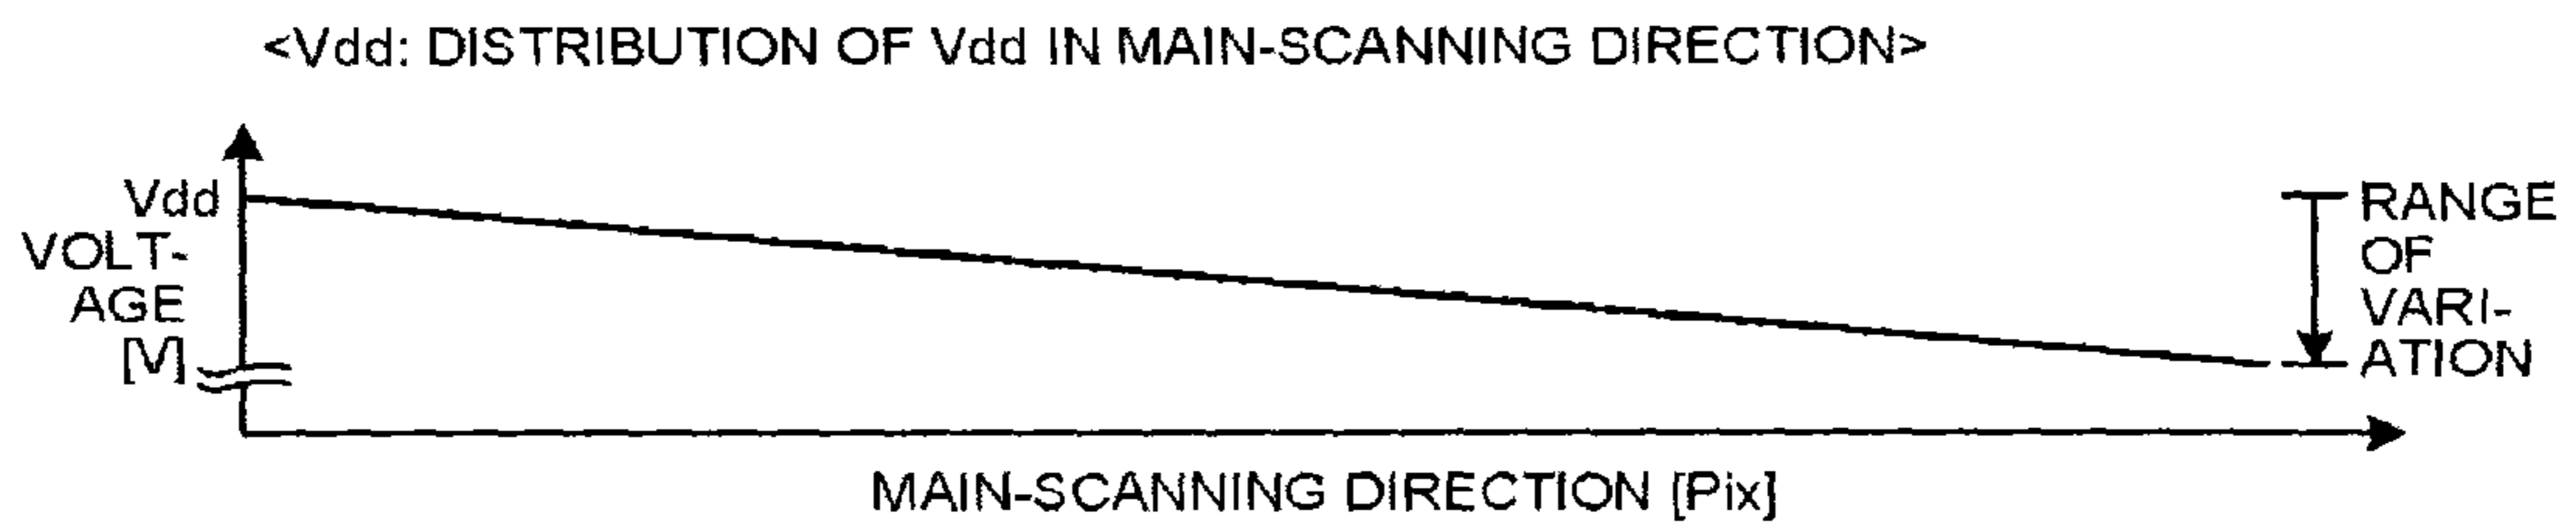 <Vdd: DISTRIBUTION OF Vdd IN MAIN-SCANNING DIRECTION>
Vdd
VOLT-
AGE
[V]
RANGE
OF
VARI-
ATION
MAIN-SCANNING DIRECTION [Pix]